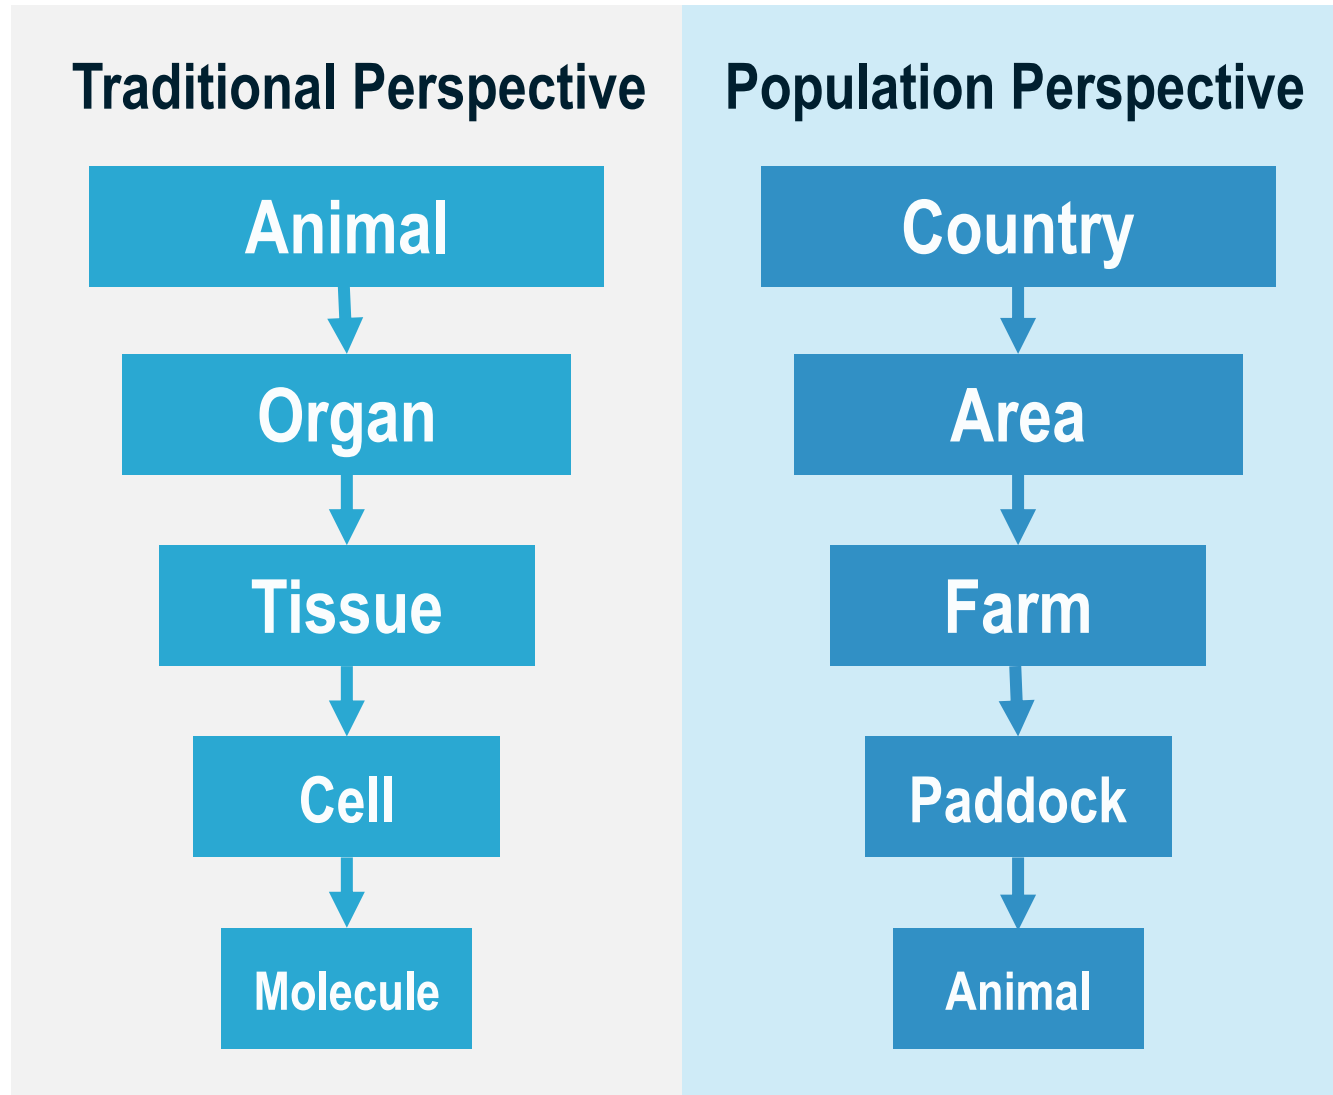 Traditional Perspective
Animal
Organ
Tissue
Cell
Molecule
Population Perspective
Country
Area
Farm
Paddock
Animal